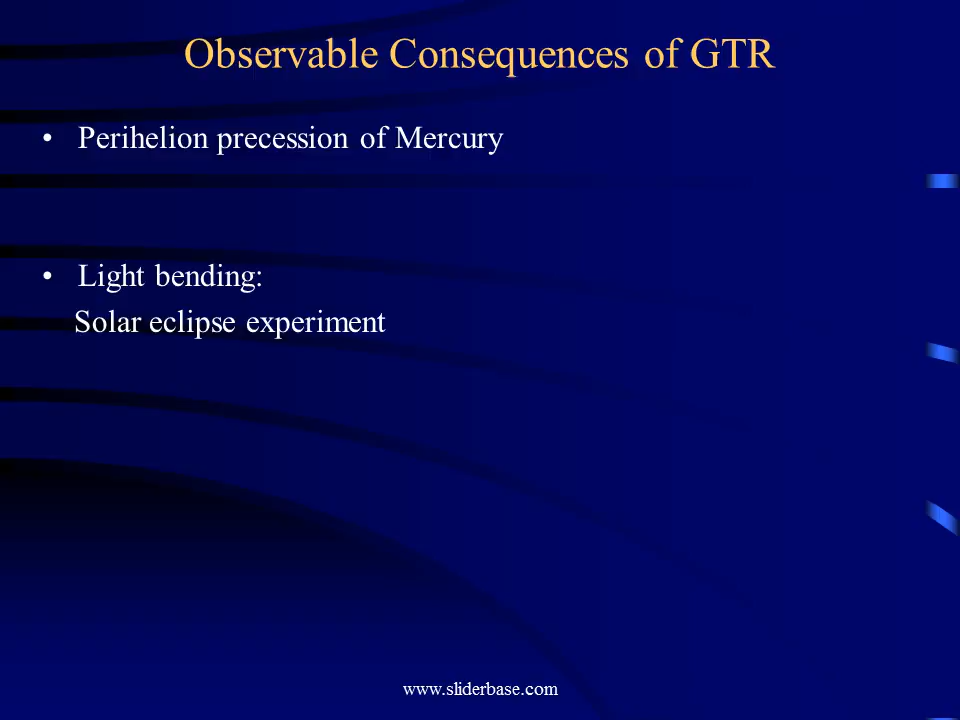 Observable Consequences of GTR
• Perihelion precession of Mercury
• Light bending:
Solar eclipse experiment
www.sliderbase.com